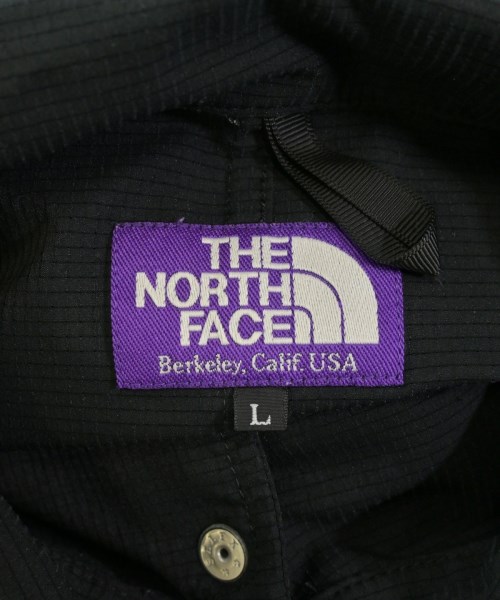 THE
NORTH
FACE
Berkeley, Calif. USA
L